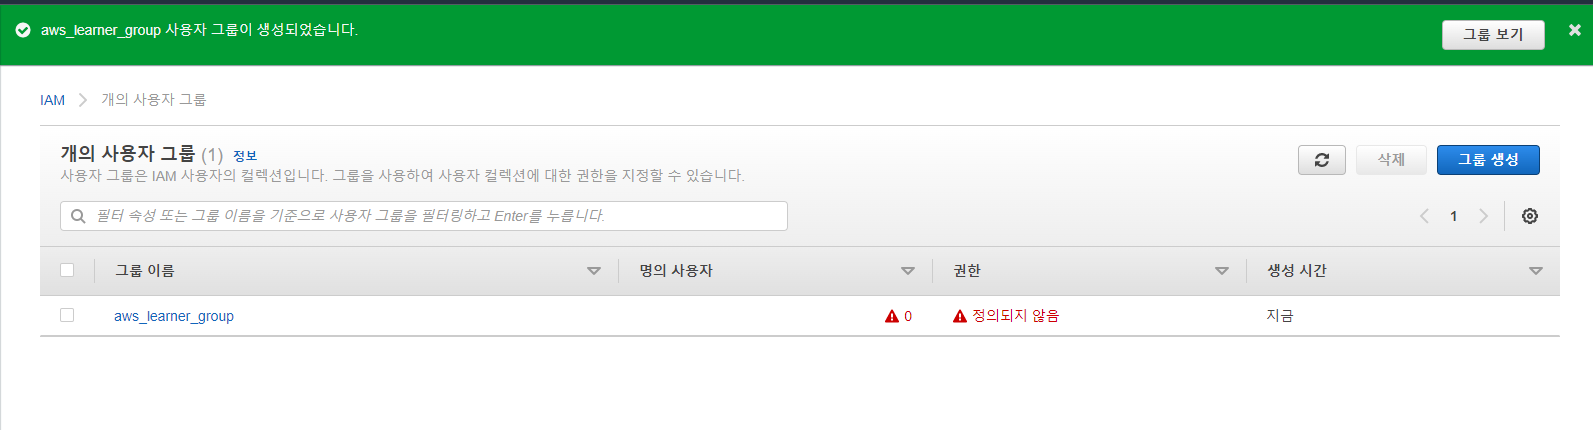 aws_learner_group 사용자 그룹이 생성되었습니다.
그룹 보기
IAM
개의 사용자 그룹
개의 사용자 그룹 (1) 정보
삭제
그룹 생성
사용자 그룹은 IAM 사용자의 컬렉션입니다. 그룹을 사용하여 사용자 컬렉션에 대한 권한을 지정할 수 있습니다.
필터 속성 또는 그룹 이름을 기준으로 사용자 그룹을 필터링하고 Enter를 누릅니다.
1
그룹 이름 명의 사용자 권한 생성 시간
aws_learner_group 0 정의되지 않음 지금